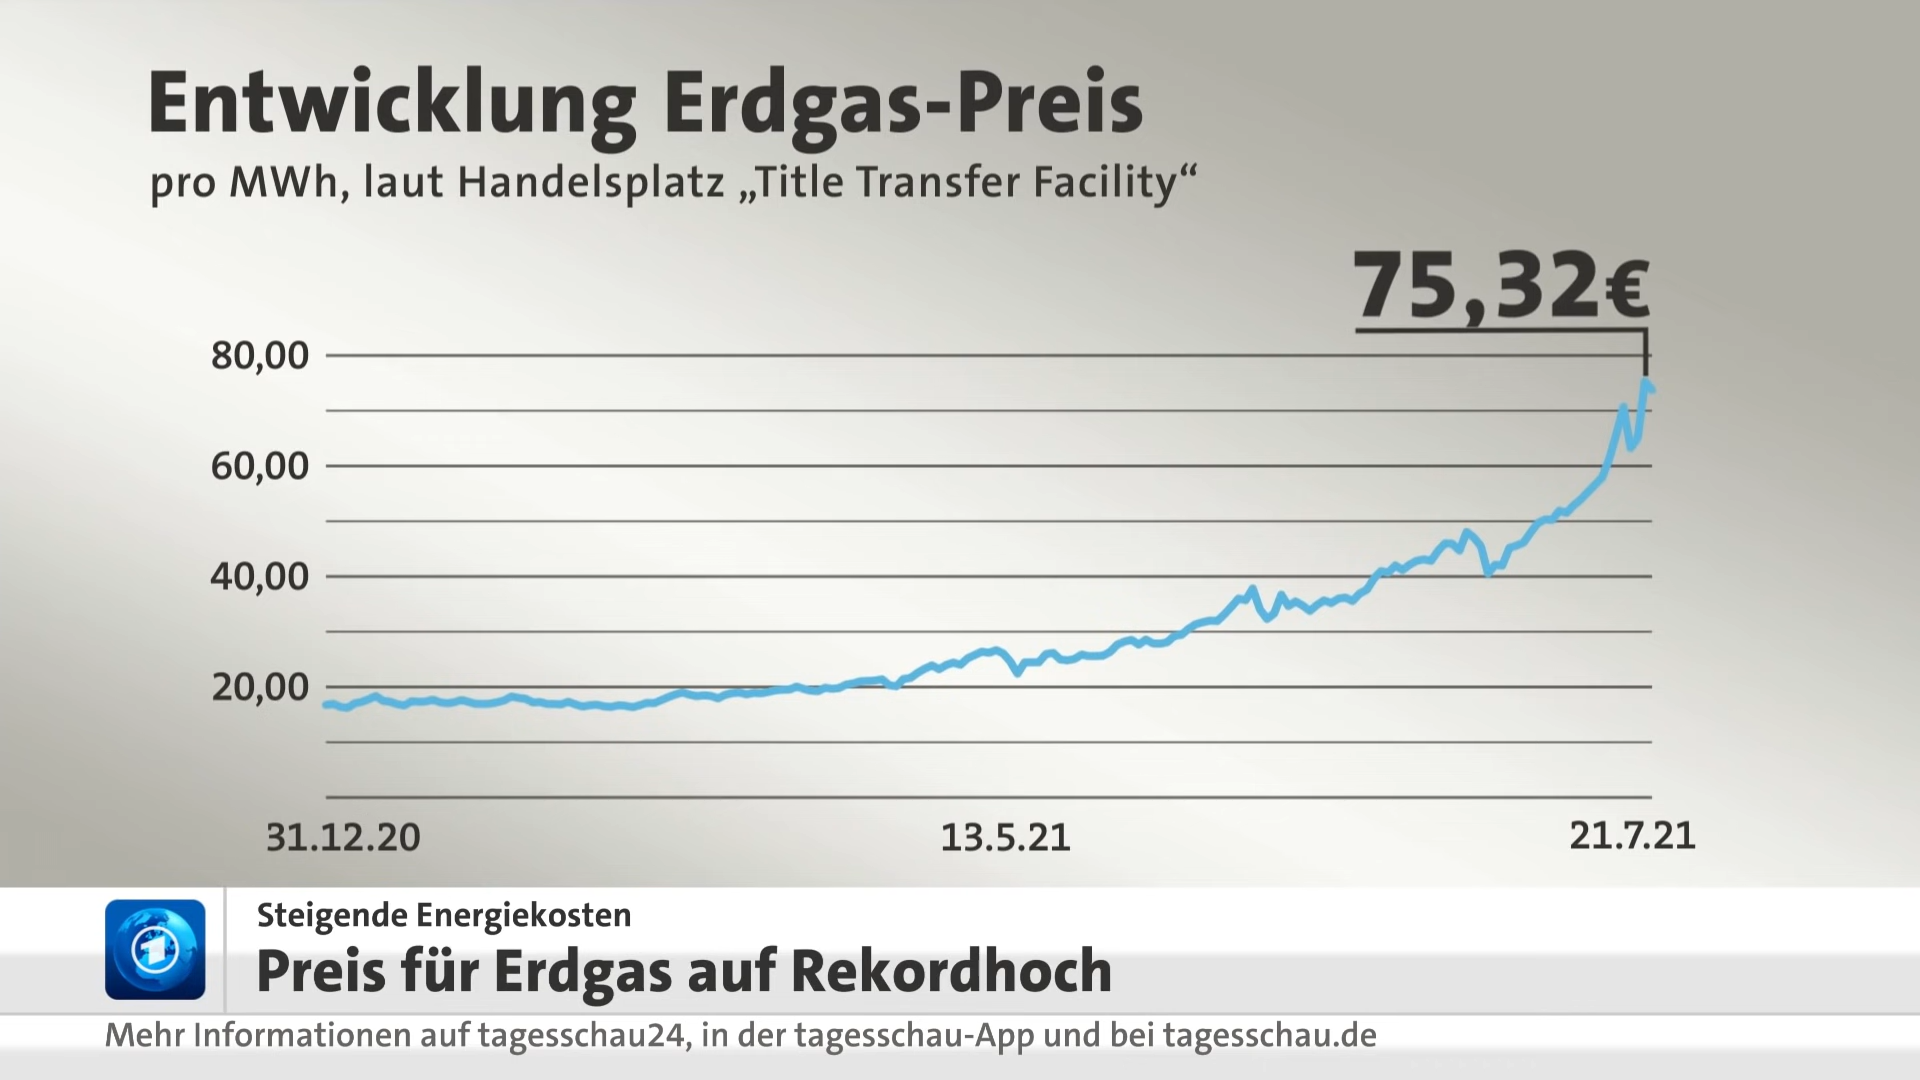 Entwicklung Erdgas-Preis
pro MWh, laut Handelsplatz „Title Transfer Facility“
75,32€
80,00
60,00
40,00
20,00
31.12.20 13.5.21 21.7.21
1
Steigende Energiekosten
Preis für Erdgas auf Rekordhoch
Mehr Informationen auf tagesschau24, in der tagesschau-App und bei tagesschau.de